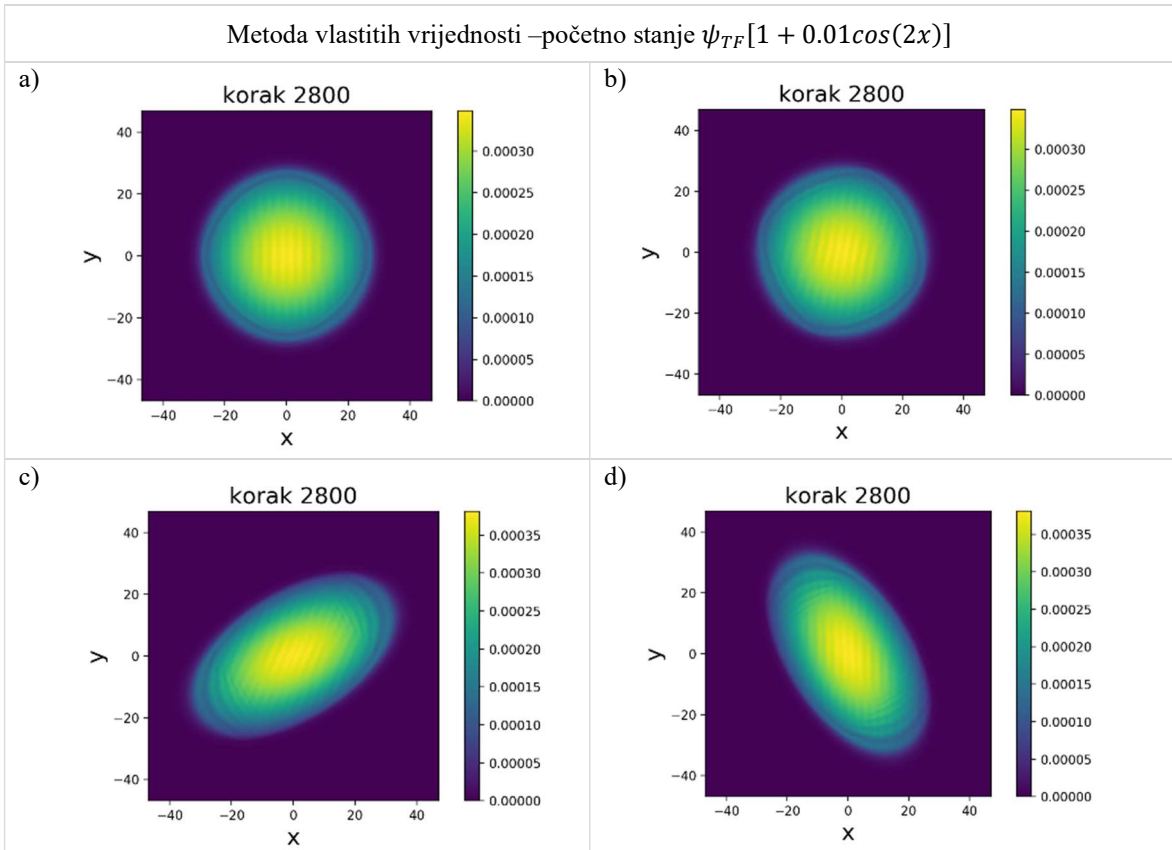 Metoda vlastitih vrijednosti –početno stanje 𝜓𝑇𝐹[1 + 0.01𝑐𝑜𝑠(2𝑥)]
a)
korak 2800
40
20
0
−20
−40
y
−40 −20 0 20 40
x
0.00030
0.00025
0.00020
0.00015
0.00010
0.00005
0.00000
b)
korak 2800
40
20
0
−20
−40
y
−40 −20 0 20 40
x
0.00030
0.00025
0.00020
0.00015
0.00010
0.00005
0.00000
c)
korak 2800
40
20
0
−20
−40
y
−40 −20 0 20 40
x
0.00035
0.00030
0.00025
0.00020
0.00015
0.00010
0.00005
0.00000
d)
korak 2800
40
20
0
−20
−40
y
−40 −20 0 20 40
x
0.00035
0.00030
0.00025
0.00020
0.00015
0.00010
0.00005
0.00000